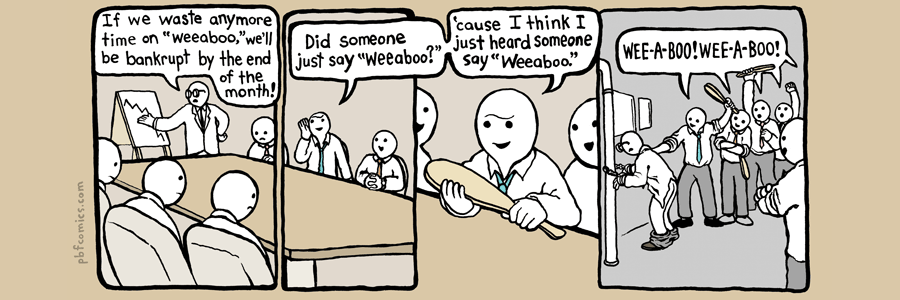 If we waste anymore
time on "weeaboo," we'll
be bankrupt by the end
of the
month!
Did someone
just say "Weeaboo?"
'cause I think I
just heard someone
say "Weeaboo."
WEE-A-BOO! WEE-A-BOO!
pbfcomics.com